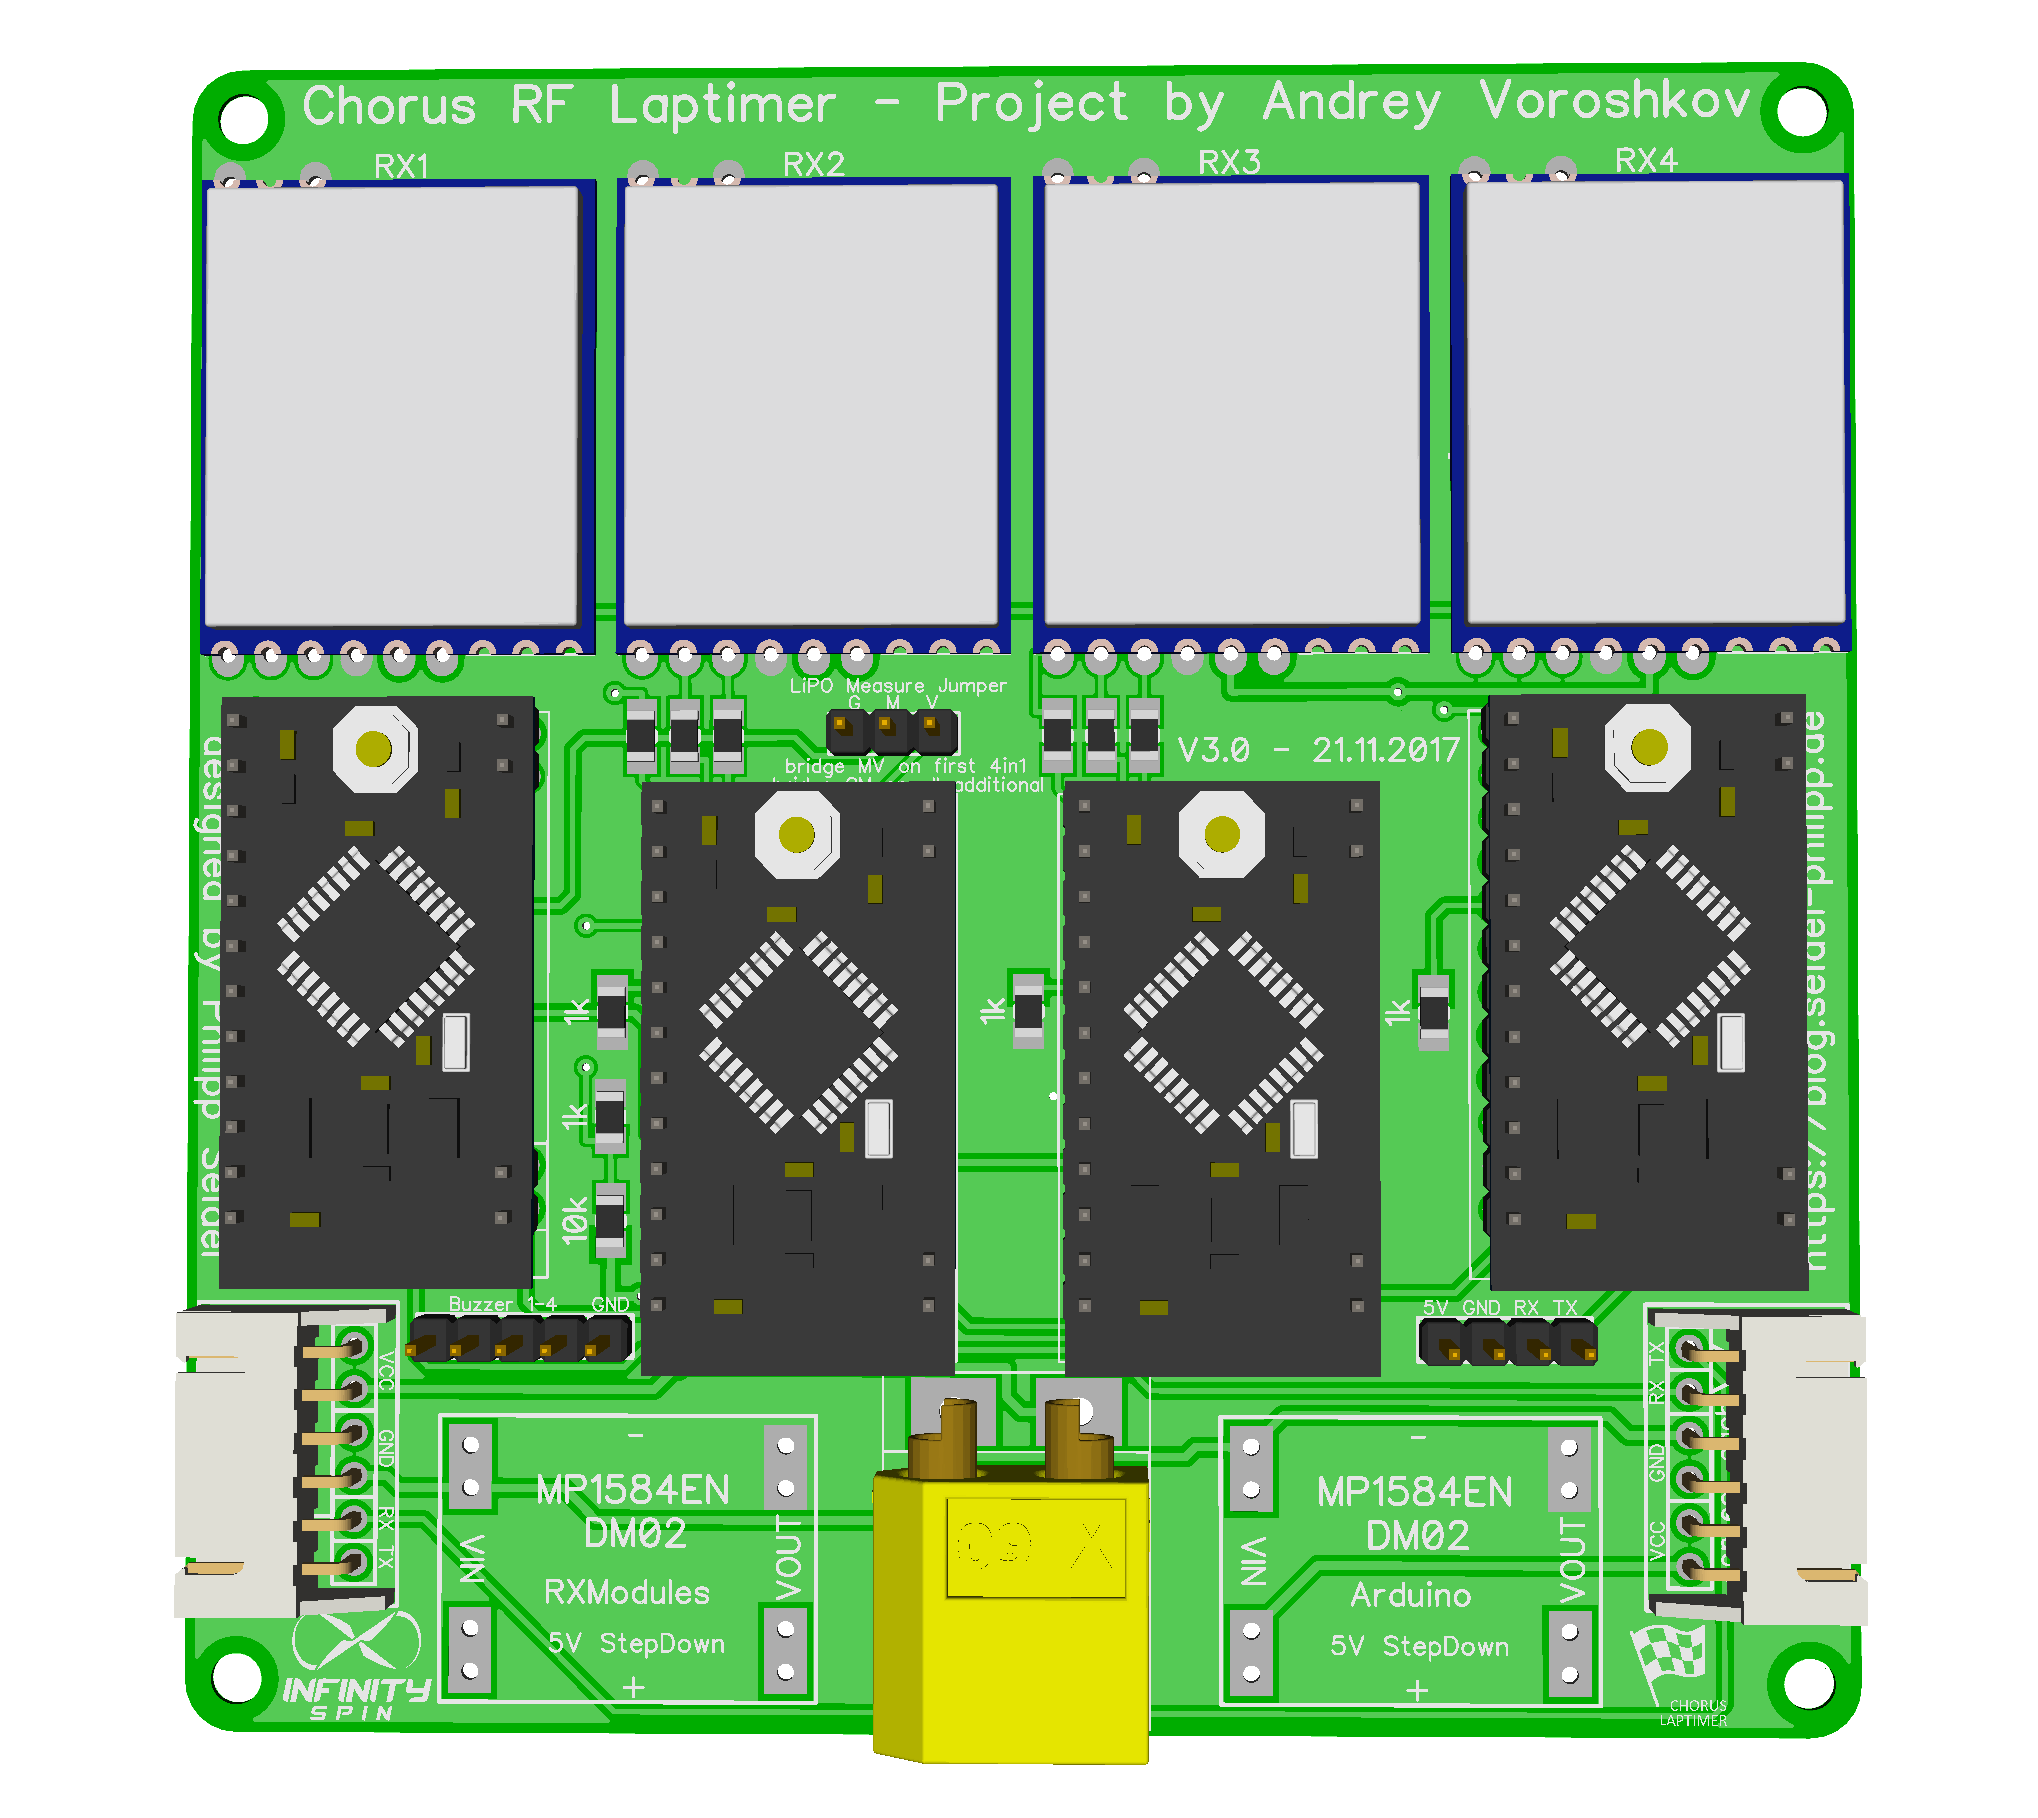 Chorus RF Laptimer - Project by Andrey Voroshkov
RX1
RX2
RX3
RX4
LiPO Measure Jumper
G M V
bridge MV on first 4in1
additional
V3.0 - 21.11.2017
designed by Philipp Seidel
https://blog.seidel-philipp.de
1k
1k
1k
1k
10k
Buzzer 1-4 GND
5V GND RX TX
VCC
GND
RX
TX
TX
RX
GND
VCC
-
MP1584EN
DM02
VIN
VOUT
RXModules
5V StepDown
+
X
-
MP1584EN
DM02
VIN
VOUT
Arduino
5V StepDown
+
INFINITY
SPIN
CHORUS
LAPTIMER